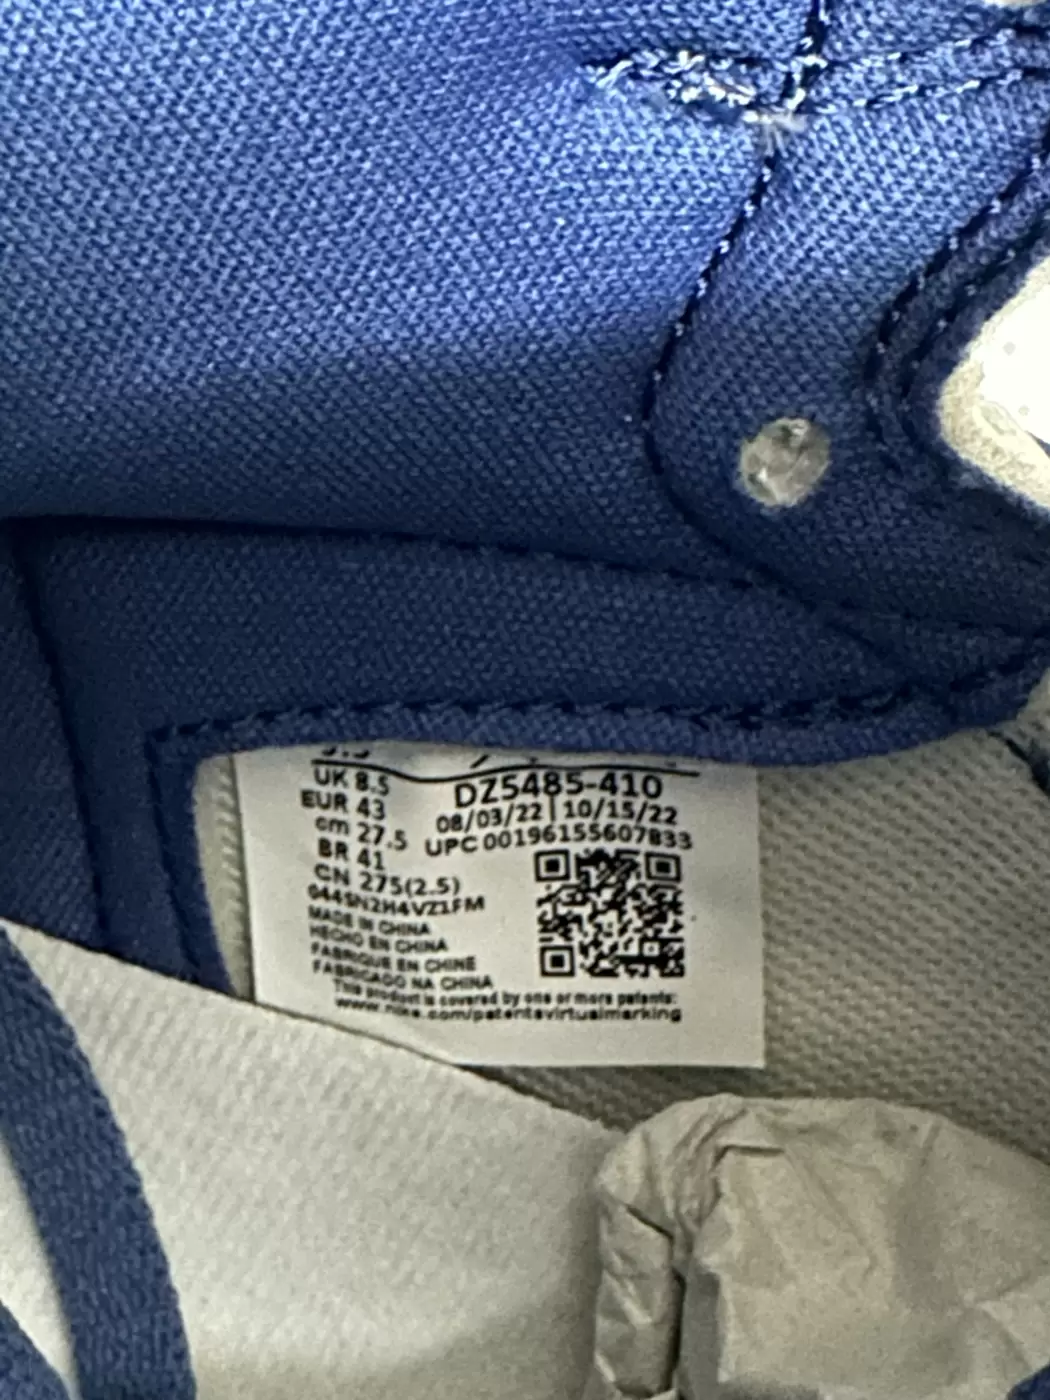 UK 8.5
EUR 43
cm 27.5
BR 41
CN 275(2.5)
DZ5485-410
08/03/22|10/15/22
UPC 00196155607833
044SN2H4VZ1FM
MADE IN CHINA
HECHO EN CHINA
FABRIQUE EN CHINE
FABRICADO NA CHINA
This product is covered by one or more patents:
www.nike.com/patentsvirtualmarking